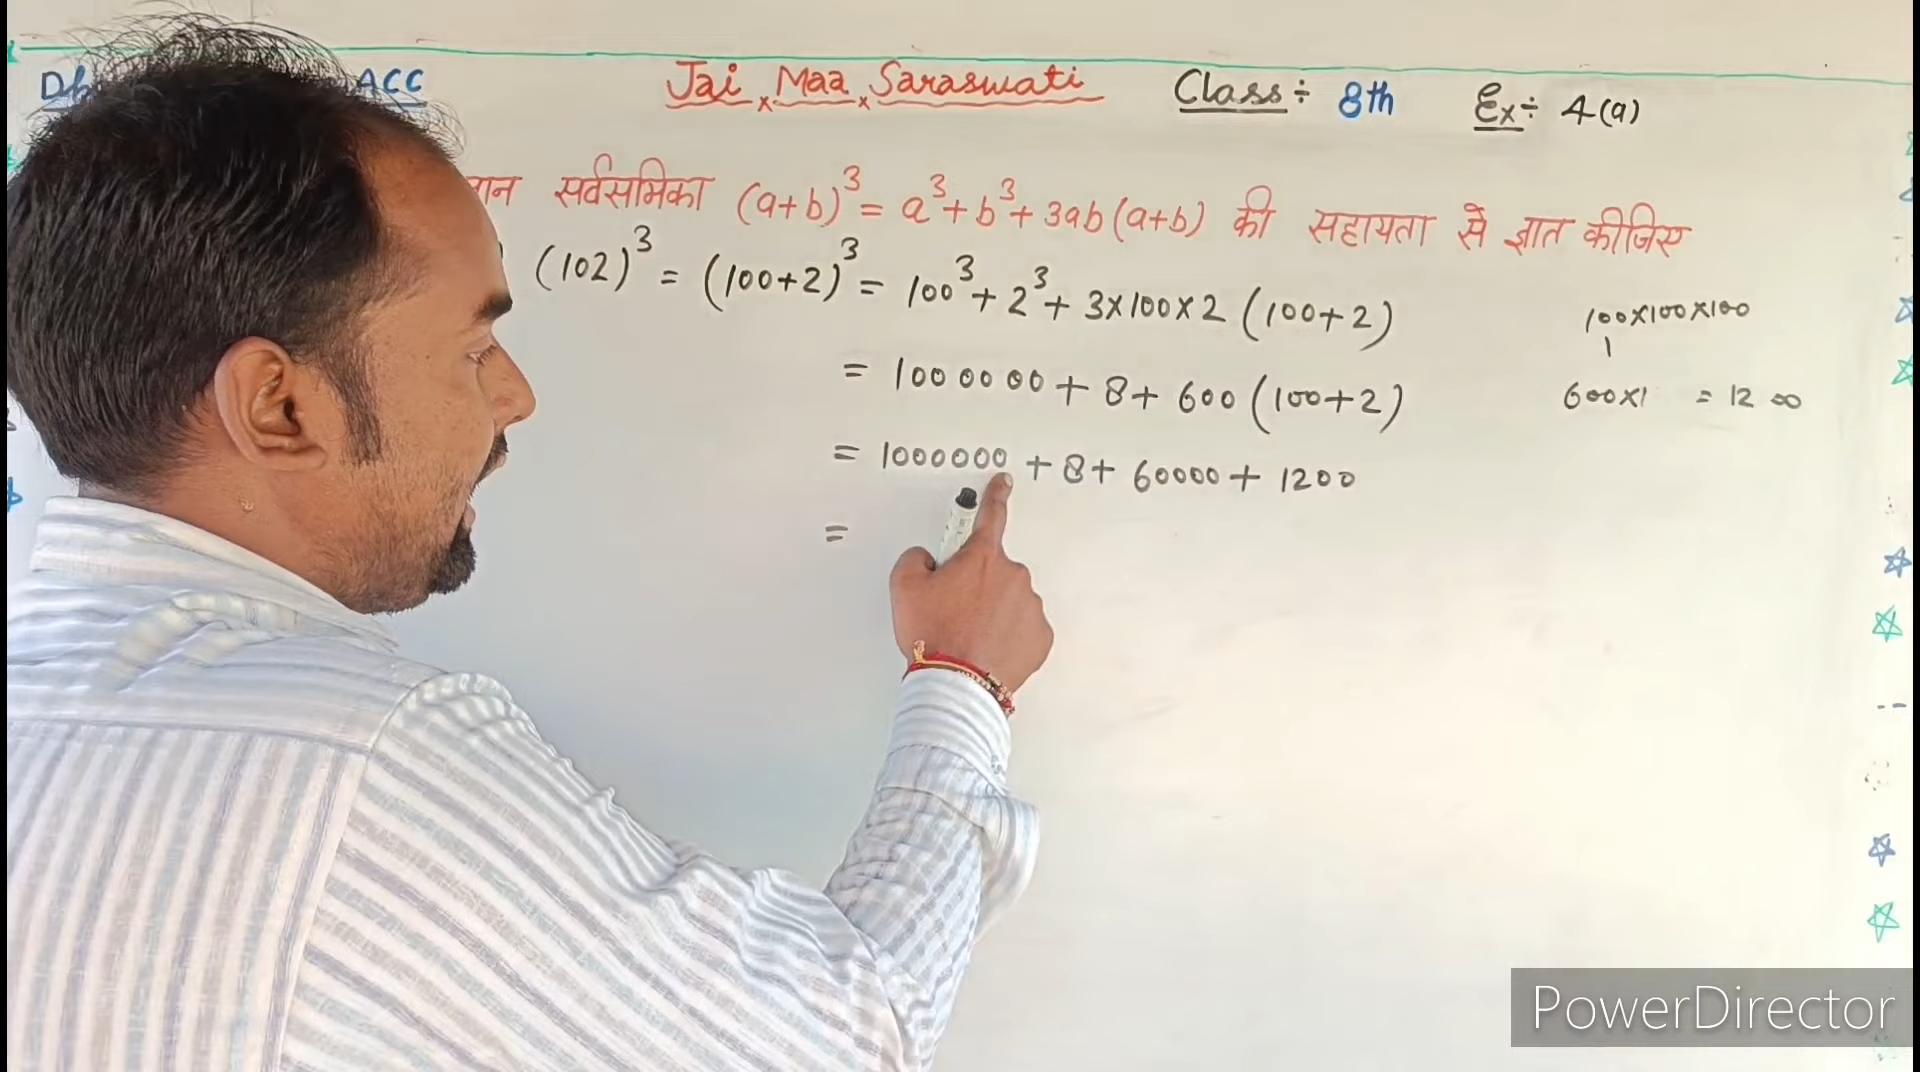 ACC
Jai Maa Saraswati
Class÷ 8th
Ex÷ 4(a)
सर्वसमिका (a+b)³ = a³+b³+3ab(a+b) की सहायता से ज्ञात कीजिए
(102)³ = (100+2)³ = 100³+2³+3×100×2(100+2)
100×100×100
1
= 1000000+8+600(100+2)
600×1 = 1200
= 1000000+8+60000+1200
=
PowerDirector